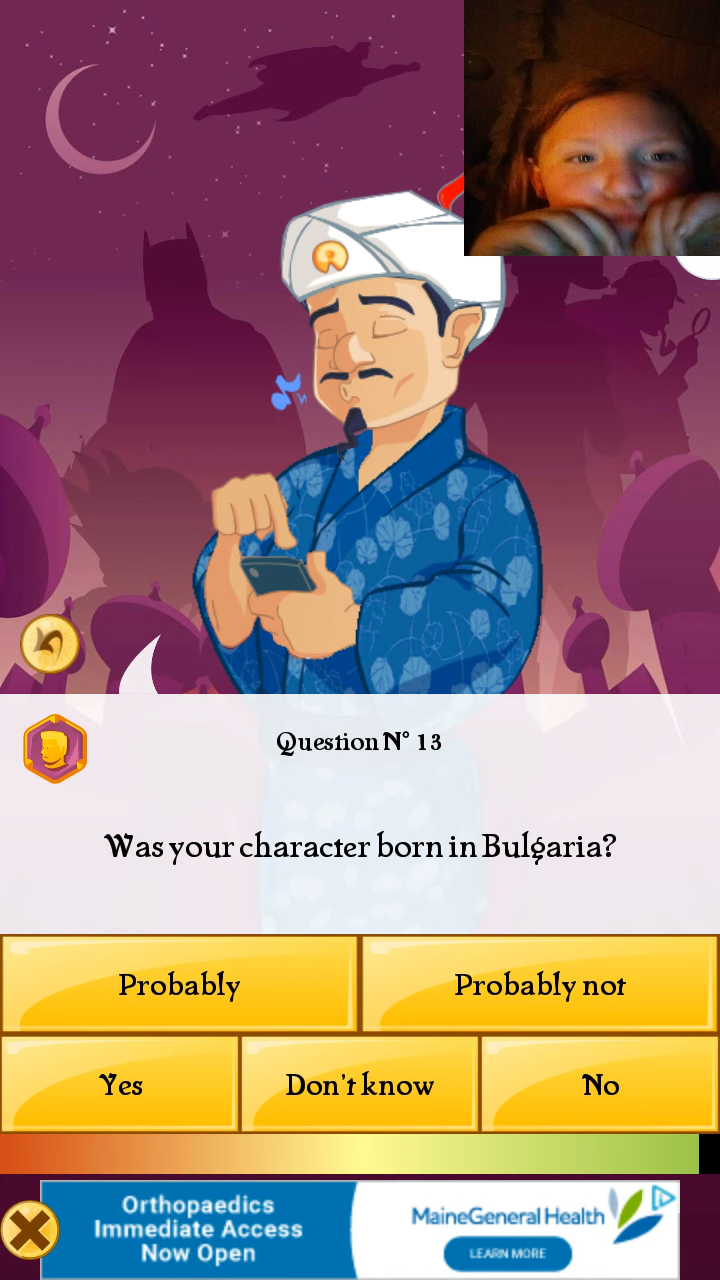 Question N° 13
Was your character born in Bulgaria?
Probably
Probably not
Yes
Don't know
No
Orthopaedics
Immediate Access
Now Open
MaineGeneral Health
LEARN MORE